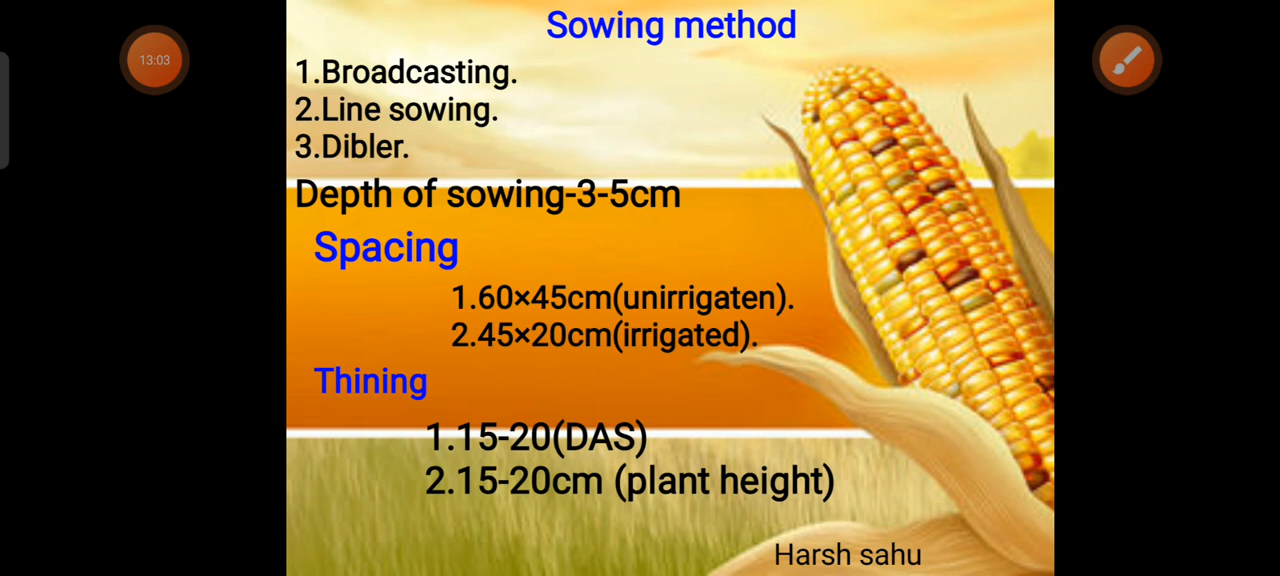 Sowing method
13:03
1.Broadcasting.
2.Line sowing.
3.Dibler.
Depth of sowing-3-5cm
Spacing
1.60×45cm(unirrigaten).
2.45×20cm(irrigated).
Thining
1.15-20(DAS)
2.15-20cm (plant height)
Harsh sahu